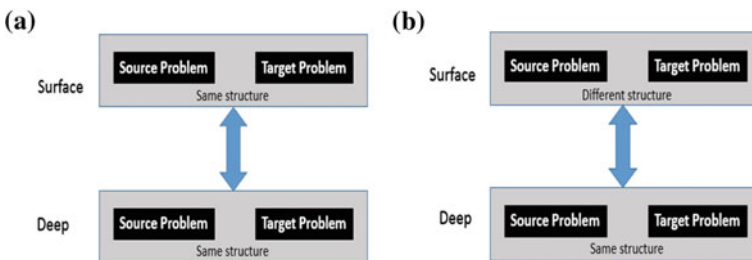 (a)
Surface
Source Problem Target Problem
Same structure
Deep
Source Problem Target Problem
Same structure
(b)
Surface
Source Problem Target Problem
Different structure
Deep
Source Problem Target Problem
Same structure